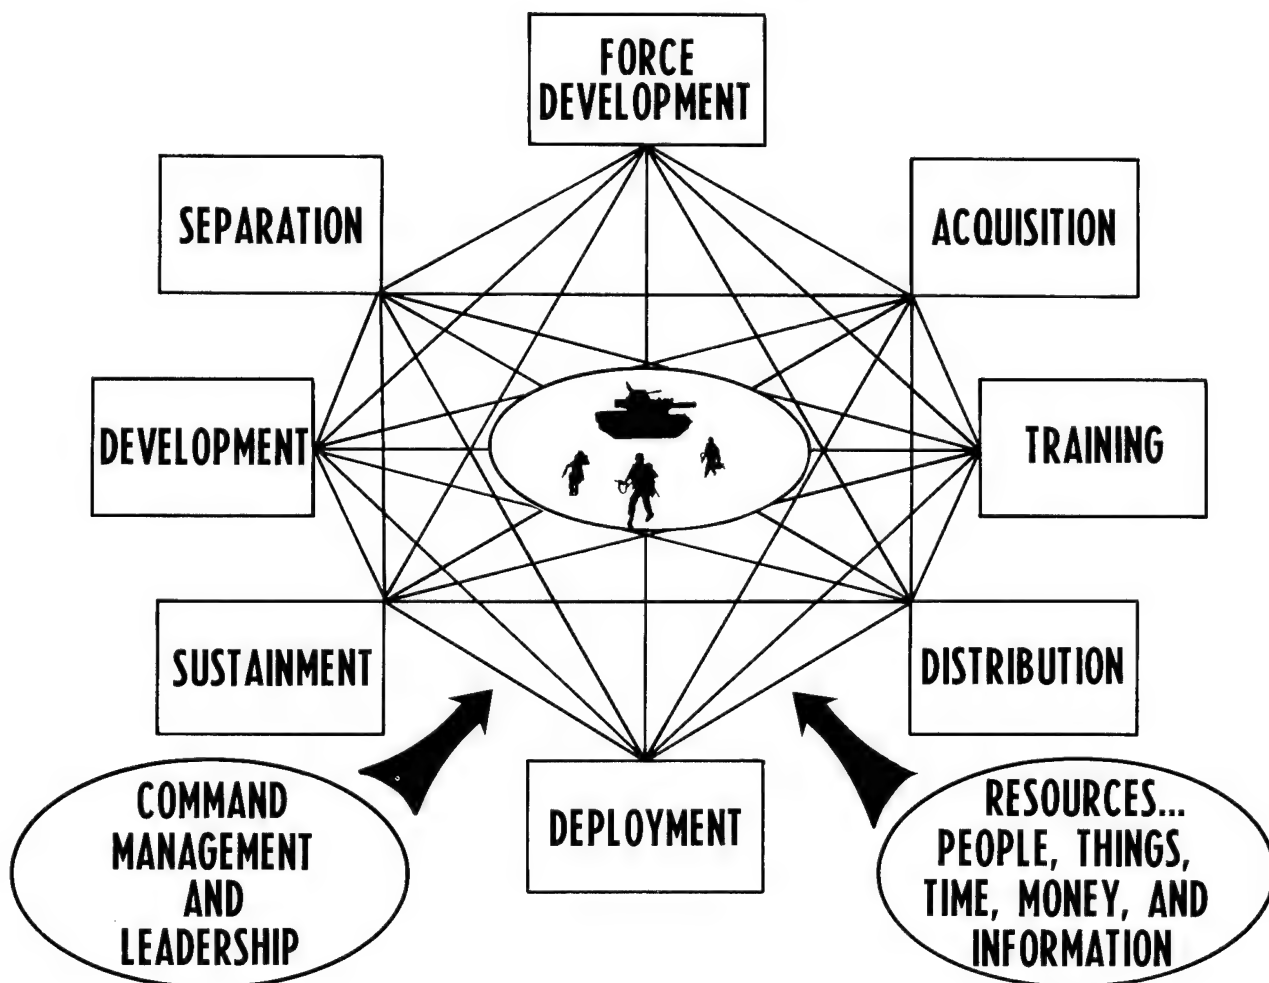 FORCE
DEVELOPMENT
SEPARATION
ACQUISITION
DEVELOPMENT
TRAINING
SUSTAINMENT
DISTRIBUTION
DEPLOYMENT
COMMAND
MANAGEMENT
AND
LEADERSHIP
RESOURCES...
PEOPLE, THINGS,
TIME, MONEY, AND
INFORMATION